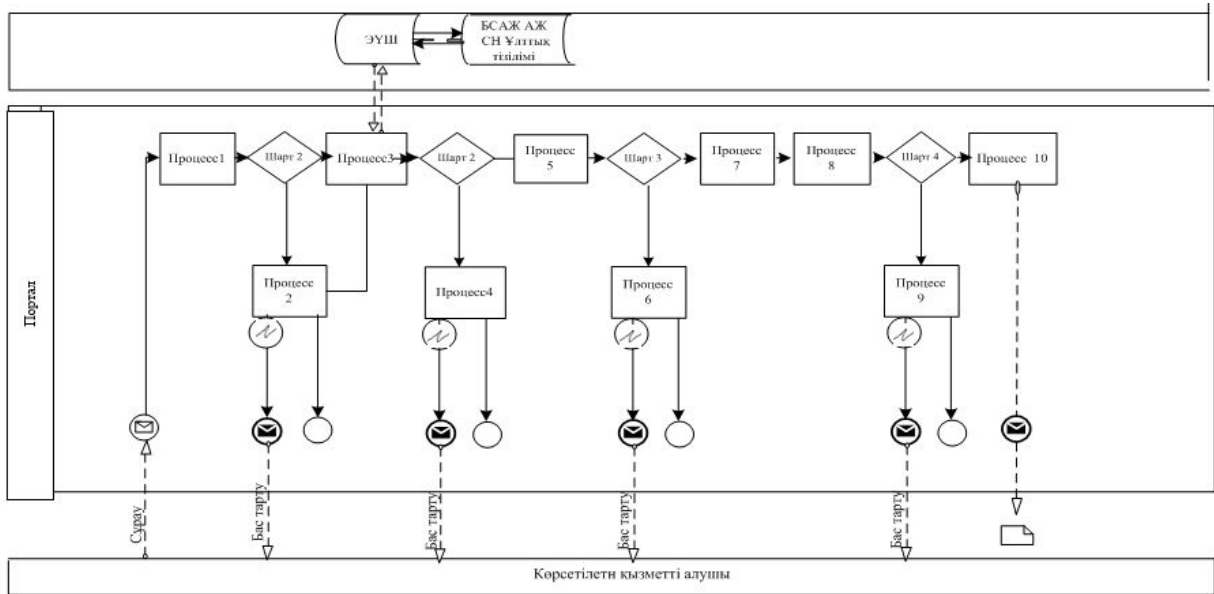 ЭҮШ
БСАЖ АЖ
СН Ұлттық
тізілімі
Портал
Процесс1
Шарт 2
Процесс3
Шарт 2
Процесс
5
Шарт 3
Процесс
7
Процесс
8
Шарт 4
Процесс 10
Процесс
2
Процесс4
Процесс
6
Процесс
9
Сұрау
Бас тарту
Бас тарту
Бас тарту
Бас тарту
Көрсетілетн қызметті алушы